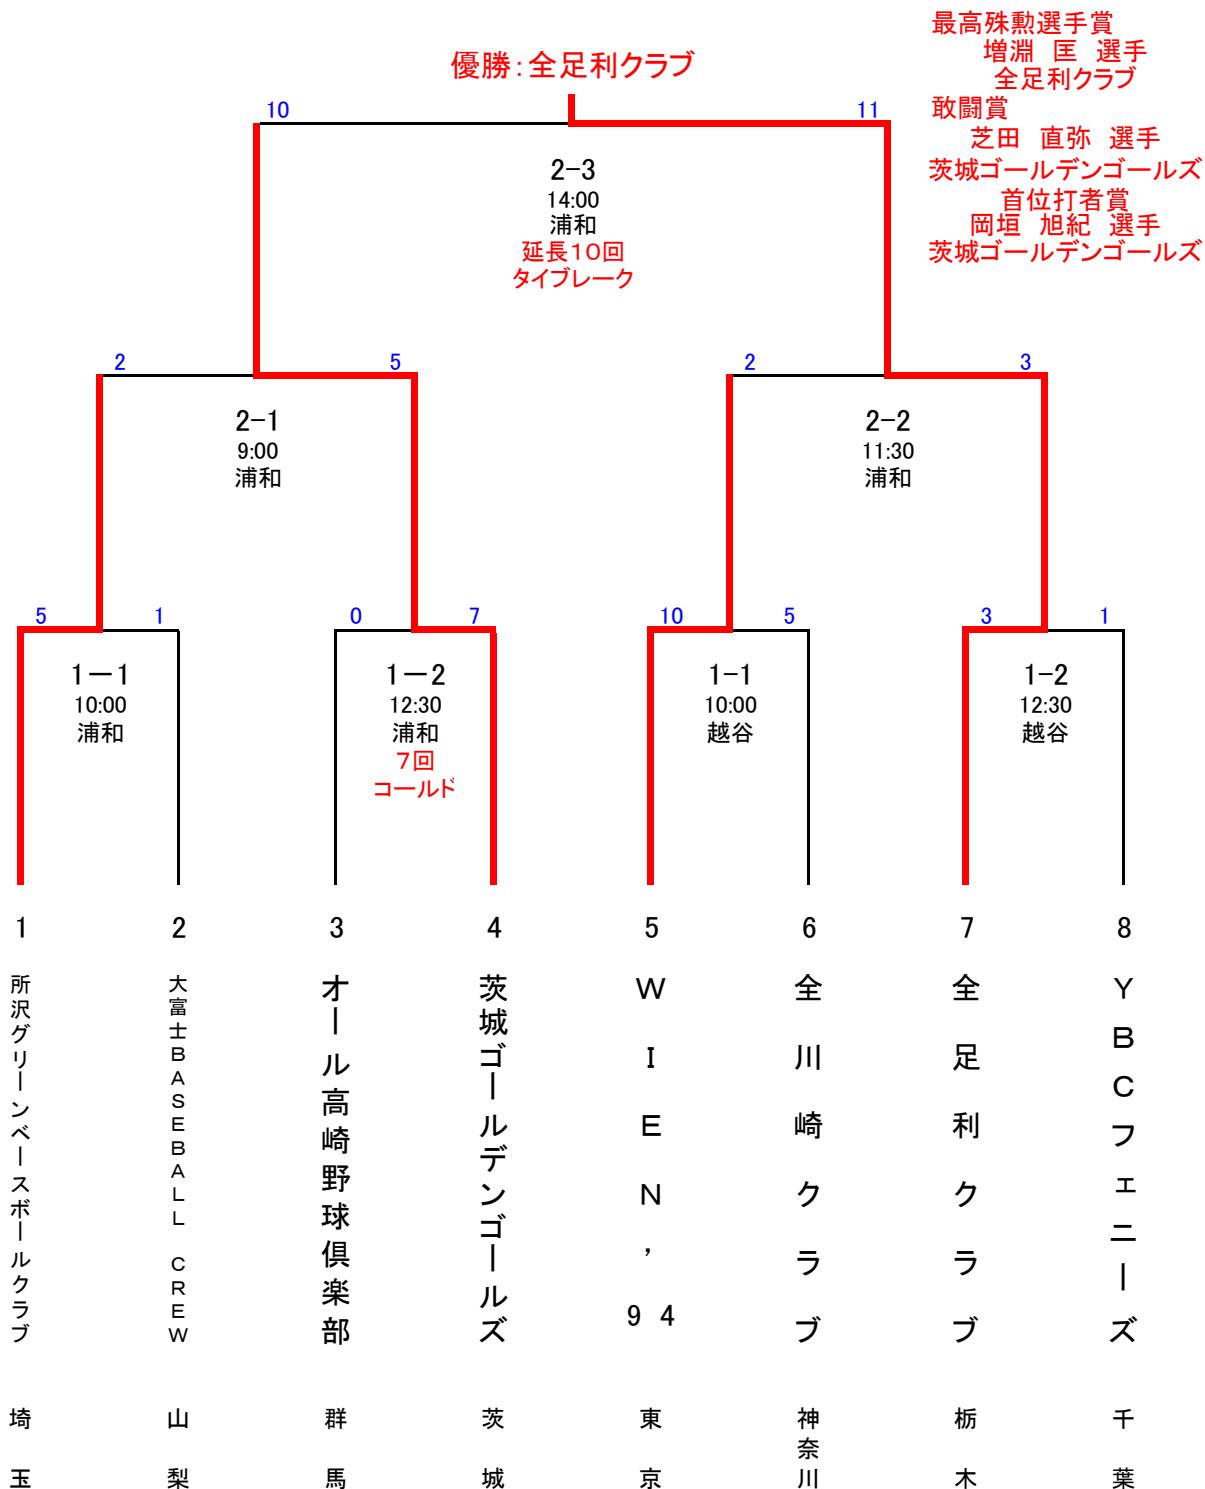 最高殊勲選手賞
増淵 匡 選手
全足利クラブ
敢闘賞
芝田 直弥 選手
茨城ゴールデンゴールズ
首位打者賞
岡垣 旭紀 選手
茨城ゴールデンゴールズ
優勝：全足利クラブ
10
11
2-3
14:00
浦和
延長10回
タイブレーク
2
5
2
3
2-1
9:00
浦和
2-2
11:30
浦和
5
1
0
7
10
5
3
1
1－1
10:00
浦和
1－2
12:30
浦和
7回
コールド
1-1
10:00
越谷
1-2
12:30
越谷
1
2
3
4
5
6
7
8
所沢グリーンベースボールクラブ
大富士BASEBALL CREW
オール高崎野球倶楽部
茨城ゴールデンゴールズ
WIEN’94
全川崎クラブ
全足利クラブ
YBCフェニーズ
埼玉
山梨
群馬
茨城
東京
神奈川
栃木
千葉